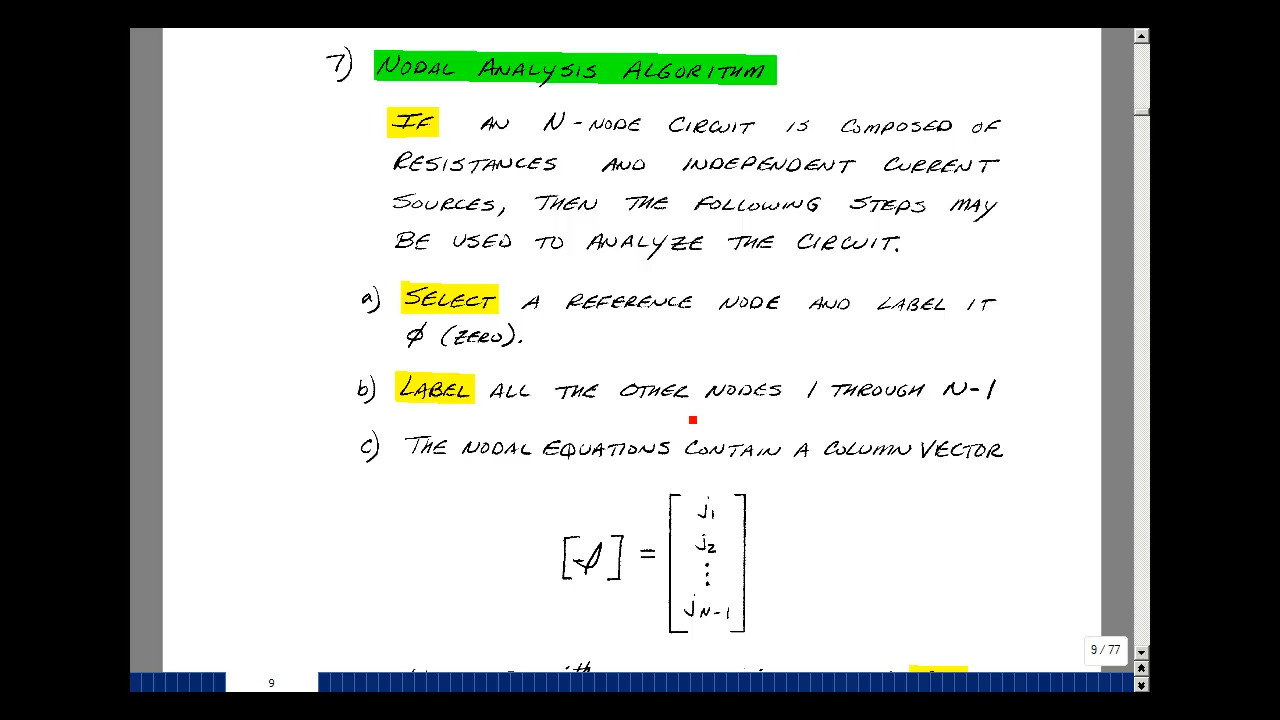 7) NODAL ANALYSIS ALGORITHM
IF AN N-NODE CIRCUIT IS COMPOSED OF
RESISTANCES AND INDEPENDENT CURRENT
SOURCES, THEN THE FOLLOWING STEPS MAY
BE USED TO ANALYZE THE CIRCUIT.
a) SELECT A REFERENCE NODE AND LABEL IT
φ (ZERO).
b) LABEL ALL THE OTHER NODES 1 THROUGH N-1
c) THE NODAL EQUATIONS CONTAIN A COLUMN VECTOR
j1
j2
[ ] = ⋮
jN-1
9 / 77
9